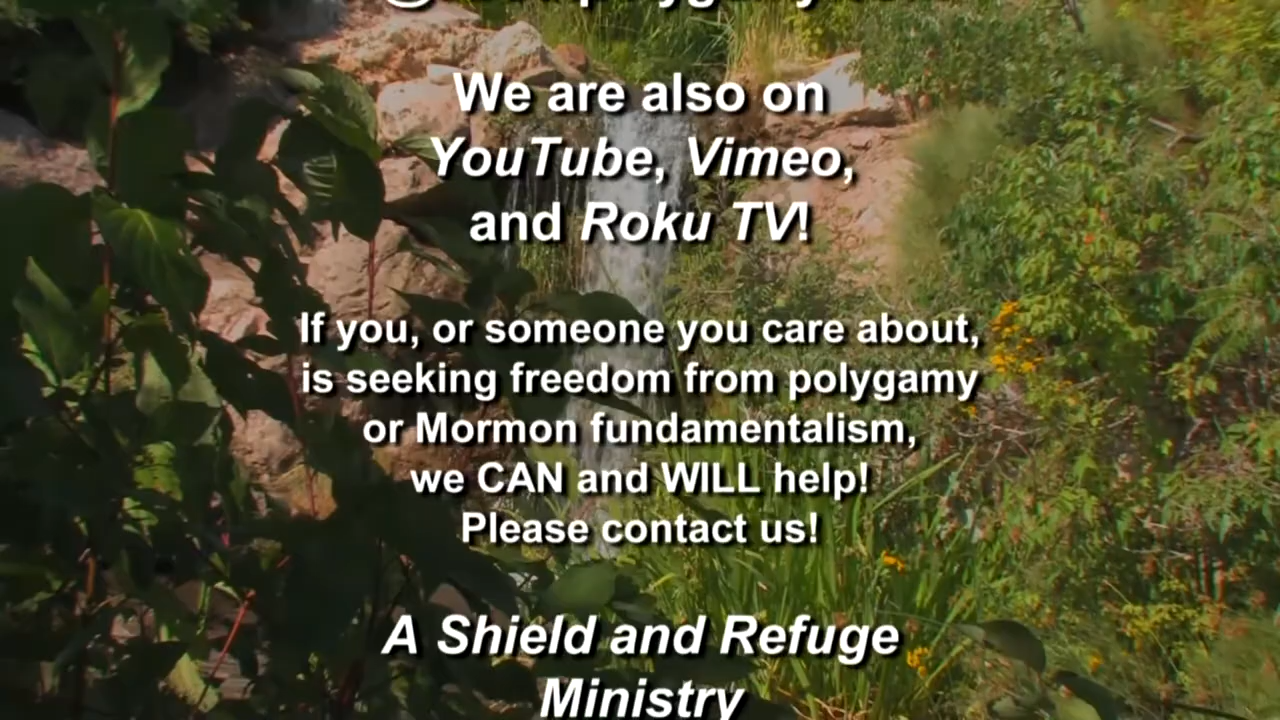 We are also on
YouTube, Vimeo,
and Roku TV!
If you, or someone you care about,
is seeking freedom from polygamy
or Mormon fundamentalism,
we CAN and WILL help!
Please contact us!
A Shield and Refuge
Ministry